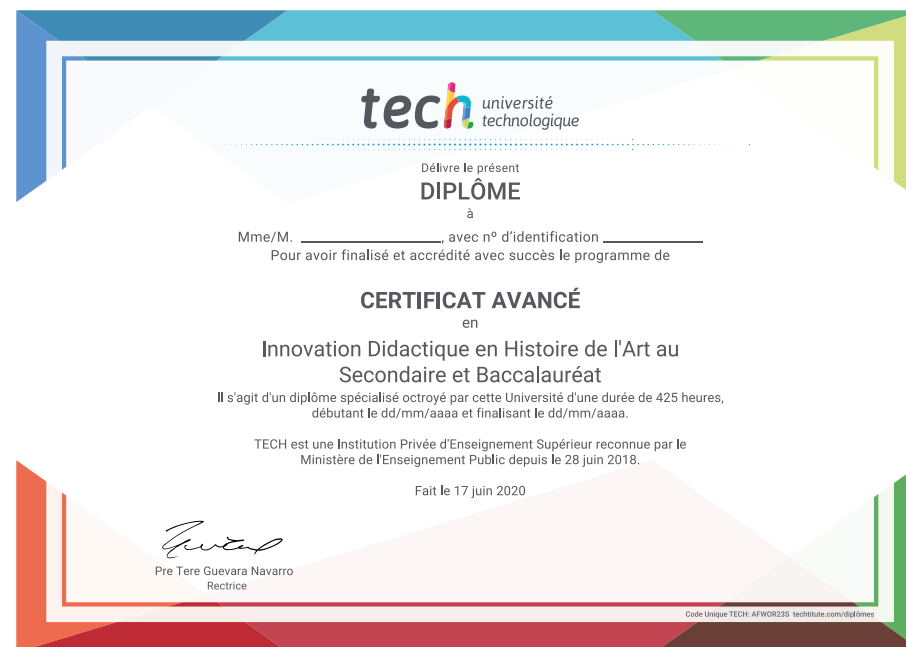 tech université
technologique
Délivre le présent
DIPLÔME
à
Mme/M. ____________________, avec nº d'identification ______________
Pour avoir finalisé et accrédité avec succès le programme de
CERTIFICAT AVANCÉ
en
Innovation Didactique en Histoire de l'Art au
Secondaire et Baccalauréat
Il s'agit d'un diplôme spécialisé octroyé par cette Université d'une durée de 425 heures,
débutant le dd/mm/aaaa et finalisant le dd/mm/aaaa.
TECH est une Institution Privée d'Enseignement Supérieur reconnue par le
Ministère de l'Enseignement Public depuis le 28 juin 2018.
Fait le 17 juin 2020
Pre Tere Guevara Navarro
Rectrice
Code Unique TECH: AFWOR23S techtitute.com/diplômes